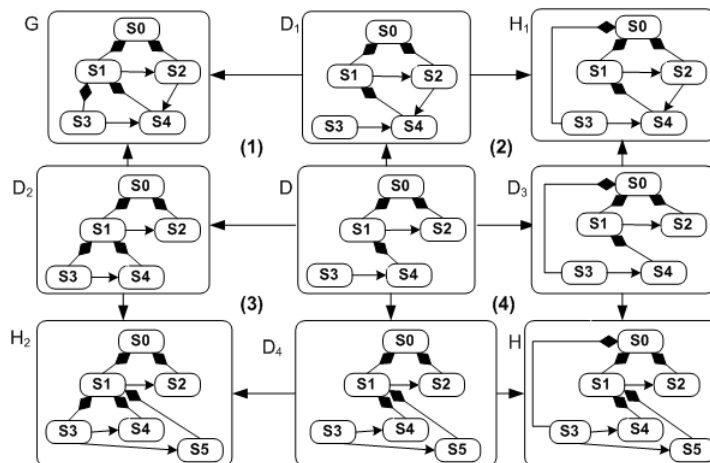 G D₁ H₁
S0 S0 S0
S1 S2 S1 S2 S1 S2
S3 S4 S3 S4 S3 S4
(1) (2)
D₂ D D₃
S0 S0 S0
S1 S2 S1 S2 S1 S2
S3 S4 S3 S4 S3 S4
(3) (4)
H₂ D₄ H
S0 S0 S0
S1 S2 S1 S2 S1 S2
S3 S4 S3 S4 S3 S4
S5 S5 S5